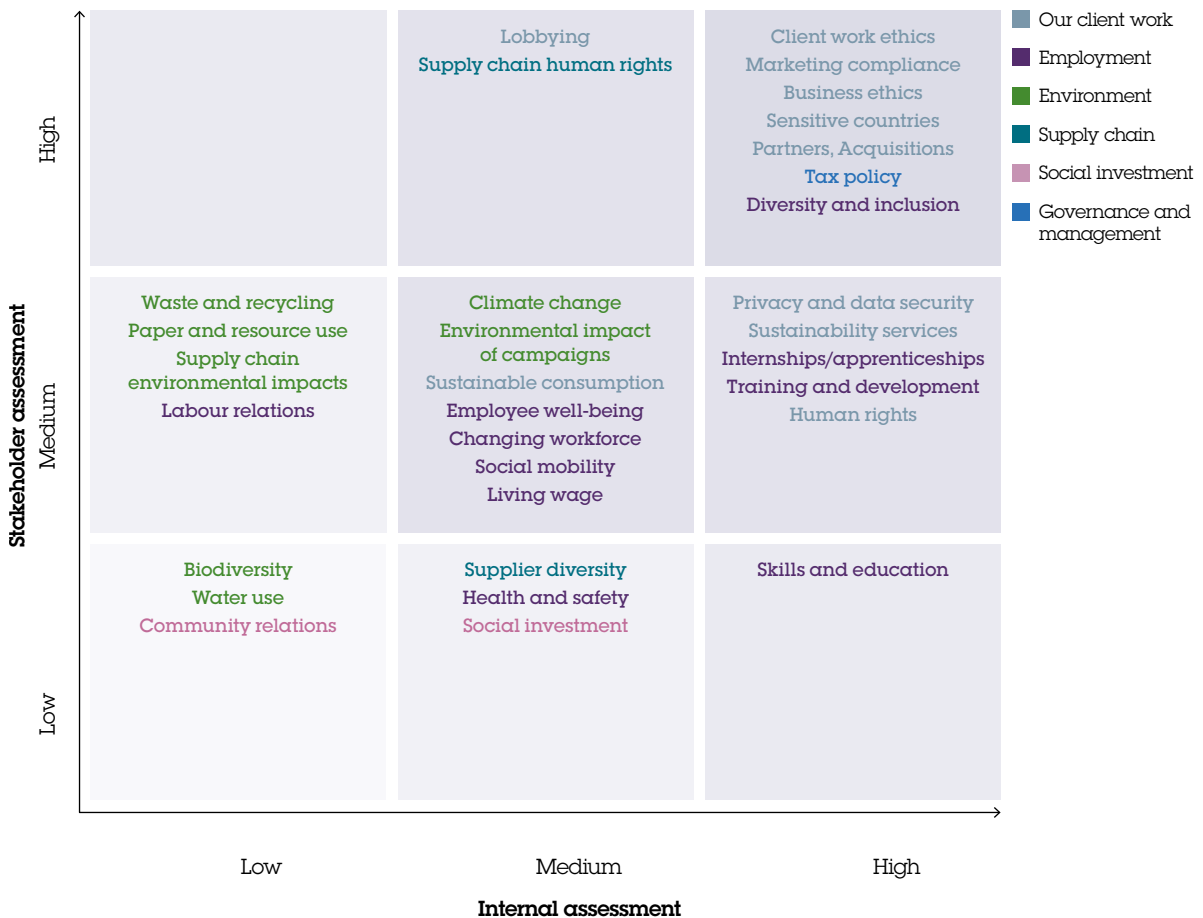 Lobbying
Supply chain human rights
Client work ethics
Marketing compliance
Business ethics
Sensitive countries
Partners, Acquisitions
Tax policy
Diversity and inclusion
Our client work
Employment
Environment
Supply chain
Social investment
Governance and
management
High
Waste and recycling
Paper and resource use
Supply chain
environmental impacts
Labour relations
Climate change
Environmental impact
of campaigns
Sustainable consumption
Employee well-being
Changing workforce
Social mobility
Living wage
Privacy and data security
Sustainability services
Internships/apprenticeships
Training and development
Human rights
Stakeholder assessment
Medium
Biodiversity
Water use
Community relations
Supplier diversity
Health and safety
Social investment
Skills and education
Low
Low
Medium
High
Internal assessment